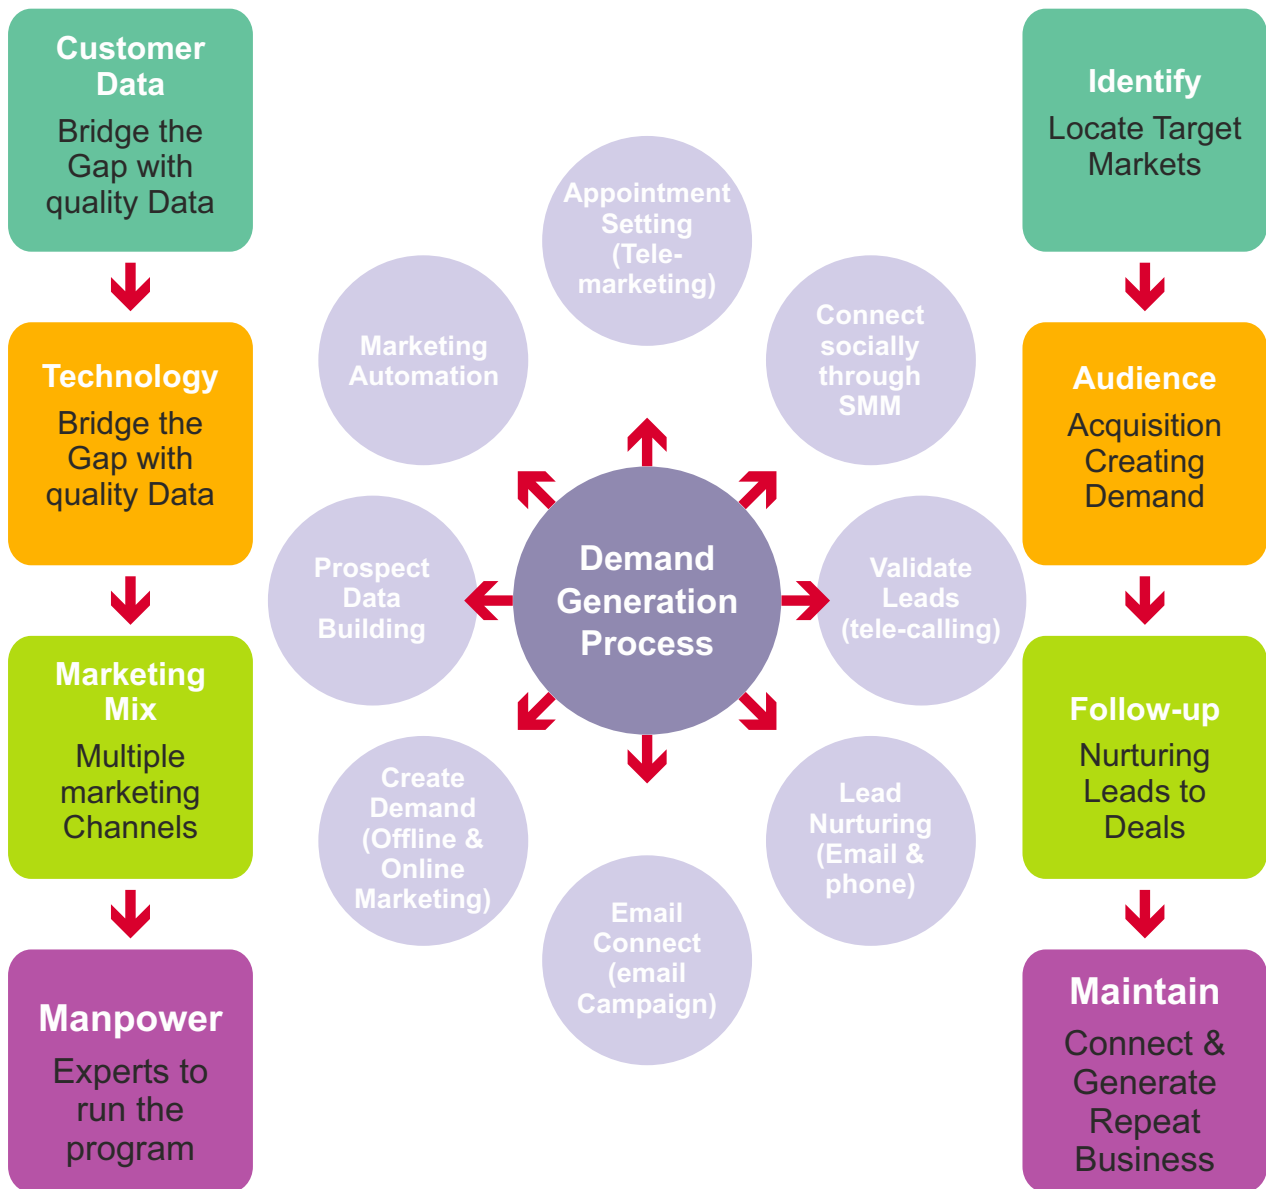 Customer
Data
Bridge the
Gap with
quality Data
Technology
Bridge the
Gap with
quality Data
Marketing
Mix
Multiple
marketing
Channels
Manpower
Experts to
run the
program
Appointment
Setting
(Tele-
marketing)
Marketing
Automation
Connect
socially
through
SMM
Prospect
Data
Building
Demand
Generation
Process
Validate
Leads
(tele-calling)
Create
Demand
(Offline &
Online
Marketing)
Lead
Nurturing
(Email &
phone)
Email
Connect
(email
Campaign)
Identify
Locate Target
Markets
Audience
Acquisition
Creating
Demand
Follow-up
Nurturing
Leads to
Deals
Maintain
Connect &
Generate
Repeat
Business